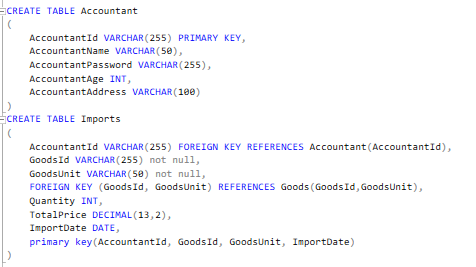 CREATE TABLE Accountant
(
AccountantId VARCHAR(255) PRIMARY KEY,
AccountantName VARCHAR(50),
AccountantPassword VARCHAR(255),
AccountantAge INT,
AccountantAddress VARCHAR(100)
)
CREATE TABLE Imports
(
AccountantId VARCHAR(255) FOREIGN KEY REFERENCES Accountant(AccountantId),
GoodsId VARCHAR(255) not null,
GoodsUnit VARCHAR(50) not null,
FOREIGN KEY (GoodsId, GoodsUnit) REFERENCES Goods(GoodsId,GoodsUnit),
Quantity INT,
TotalPrice DECIMAL(13,2),
ImportDate DATE,
primary key(AccountantId, GoodsId, GoodsUnit, ImportDate)
)